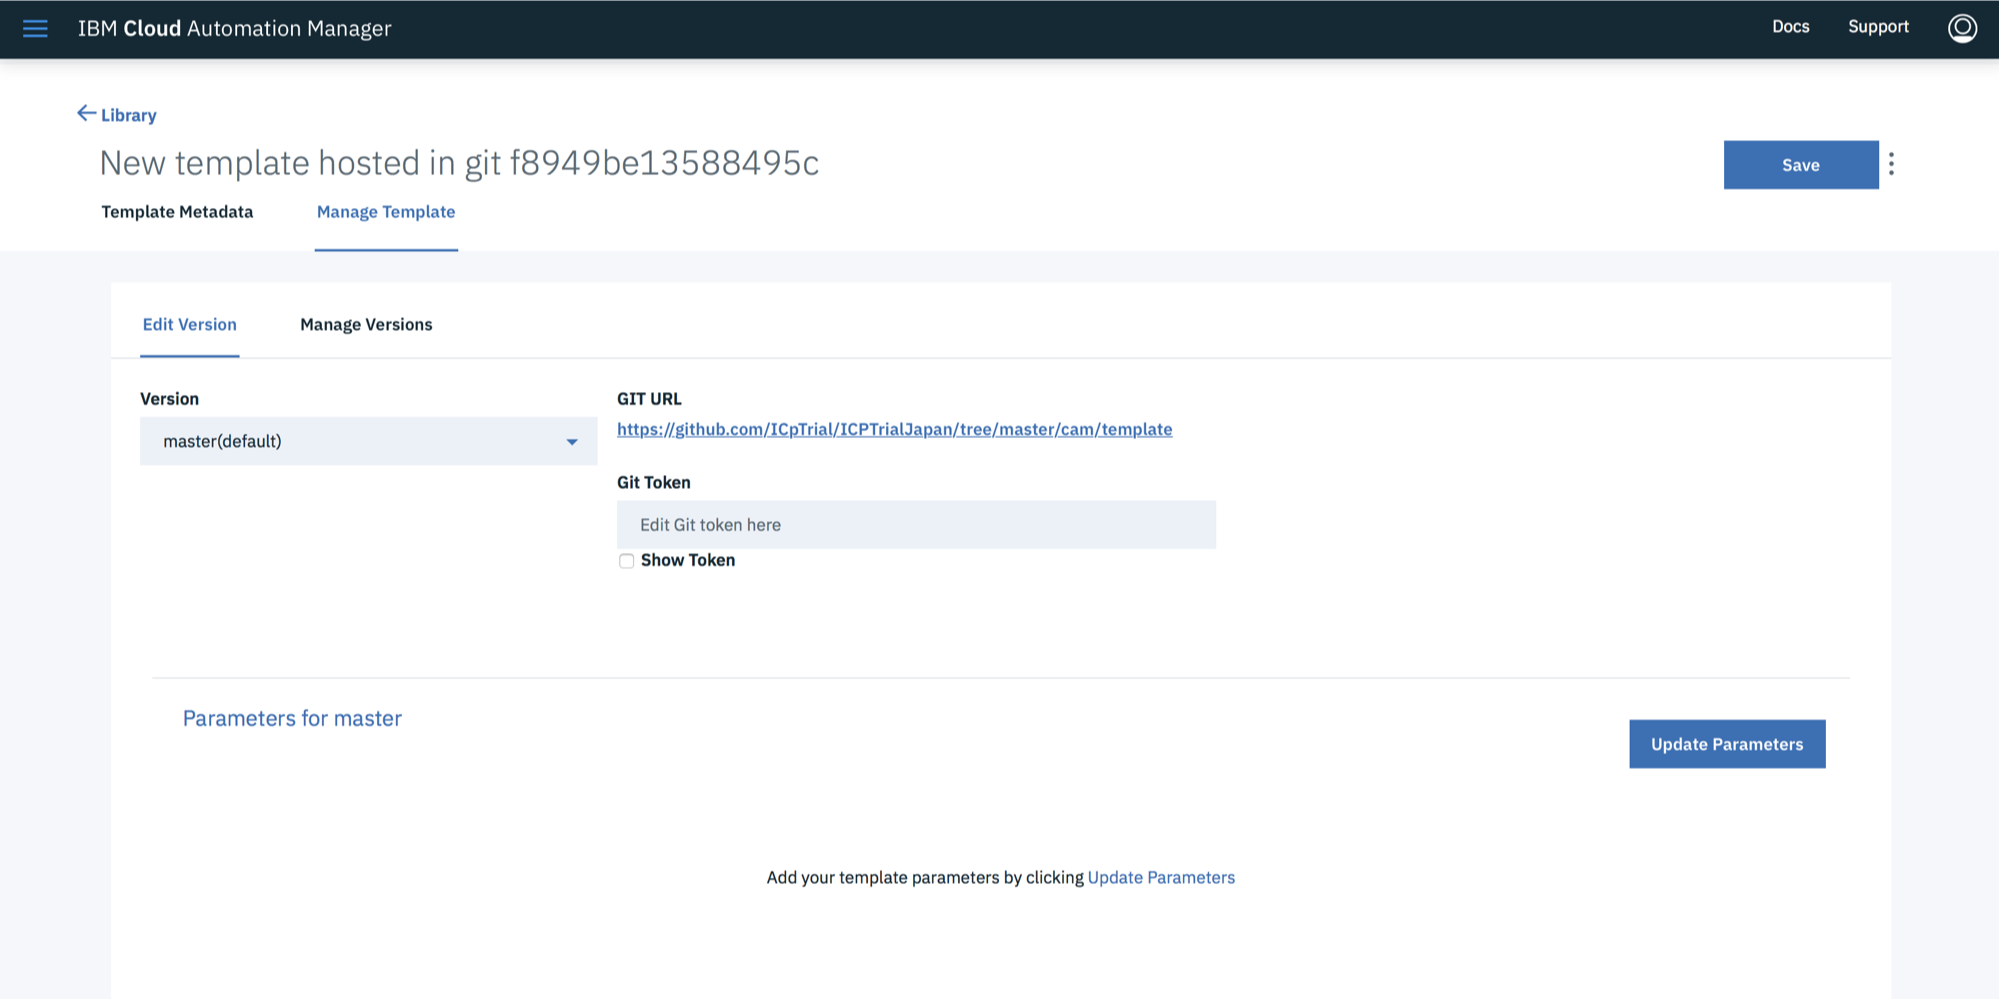 IBM Cloud Automation Manager
Docs
Support
Library
New template hosted in git f8949be13588495c
Save
Template Metadata
Manage Template
Edit Version
Manage Versions
Version
master(default)
GIT URL
https://github.com/ICpTrial/ICPTrialJapan/tree/master/cam/template
Git Token
Edit Git token here
Show Token
Parameters for master
Update Parameters
Add your template parameters by clicking Update Parameters